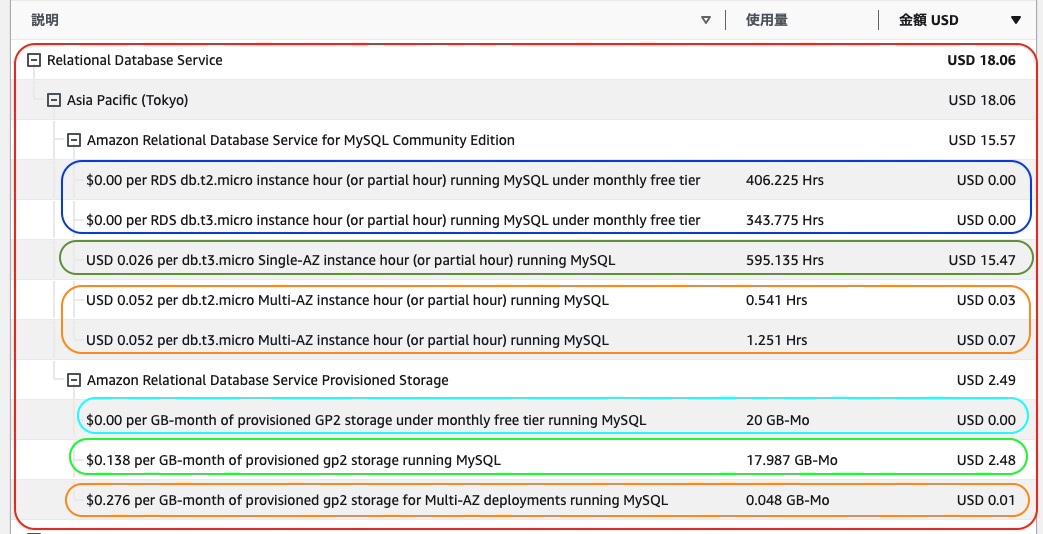 説明 使用量 金額 USD
Relational Database Service USD 18.06
Asia Pacific (Tokyo) USD 18.06
Amazon Relational Database Service for MySQL Community Edition USD 15.57
$0.00 per RDS db.t2.micro instance hour (or partial hour) running MySQL under monthly free tier 406.225 Hrs USD 0.00
$0.00 per RDS db.t3.micro instance hour (or partial hour) running MySQL under monthly free tier 343.775 Hrs USD 0.00
USD 0.026 per db.t3.micro Single-AZ instance hour (or partial hour) running MySQL 595.135 Hrs USD 15.47
USD 0.052 per db.t2.micro Multi-AZ instance hour (or partial hour) running MySQL 0.541 Hrs USD 0.03
USD 0.052 per db.t3.micro Multi-AZ instance hour (or partial hour) running MySQL 1.251 Hrs USD 0.07
Amazon Relational Database Service Provisioned Storage USD 2.49
$0.00 per GB-month of provisioned GP2 storage under monthly free tier running MySQL 20 GB-Mo USD 0.00
$0.138 per GB-month of provisioned gp2 storage running MySQL 17.987 GB-Mo USD 2.48
$0.276 per GB-month of provisioned gp2 storage for Multi-AZ deployments running MySQL 0.048 GB-Mo USD 0.01